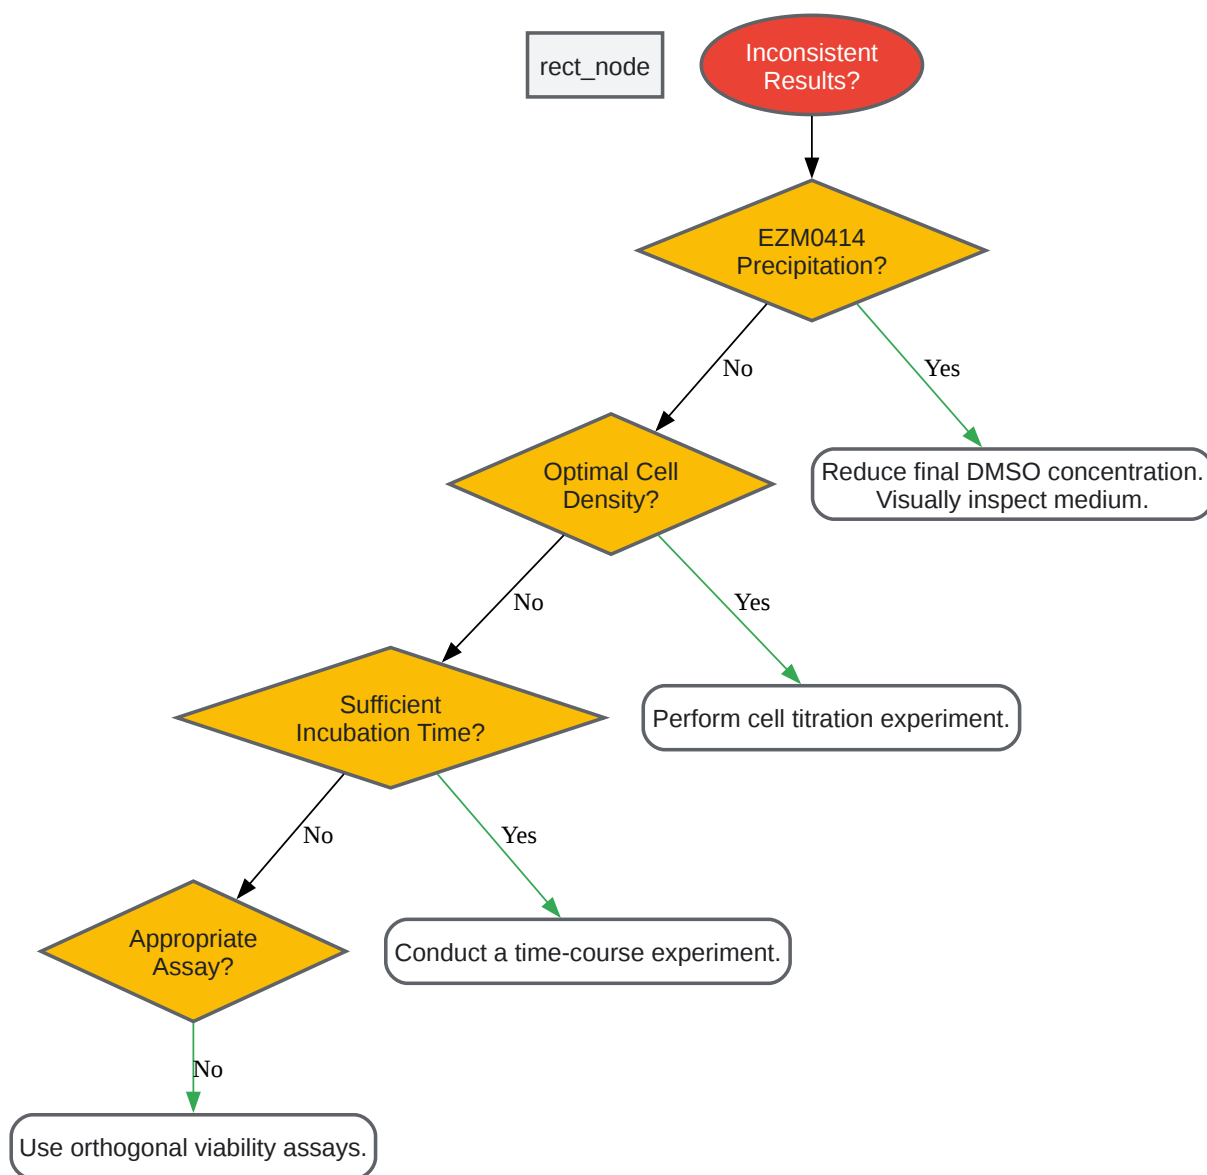 rect_node
Inconsistent
Results?
EZM0414
Precipitation?
No
Yes
Optimal Cell
Density?
Reduce final DMSO concentration.
Visually inspect medium.
No
Yes
Sufficient
Incubation Time?
Perform cell titration experiment.
No
Yes
Appropriate
Assay?
Conduct a time-course experiment.
No
Use orthogonal viability assays.